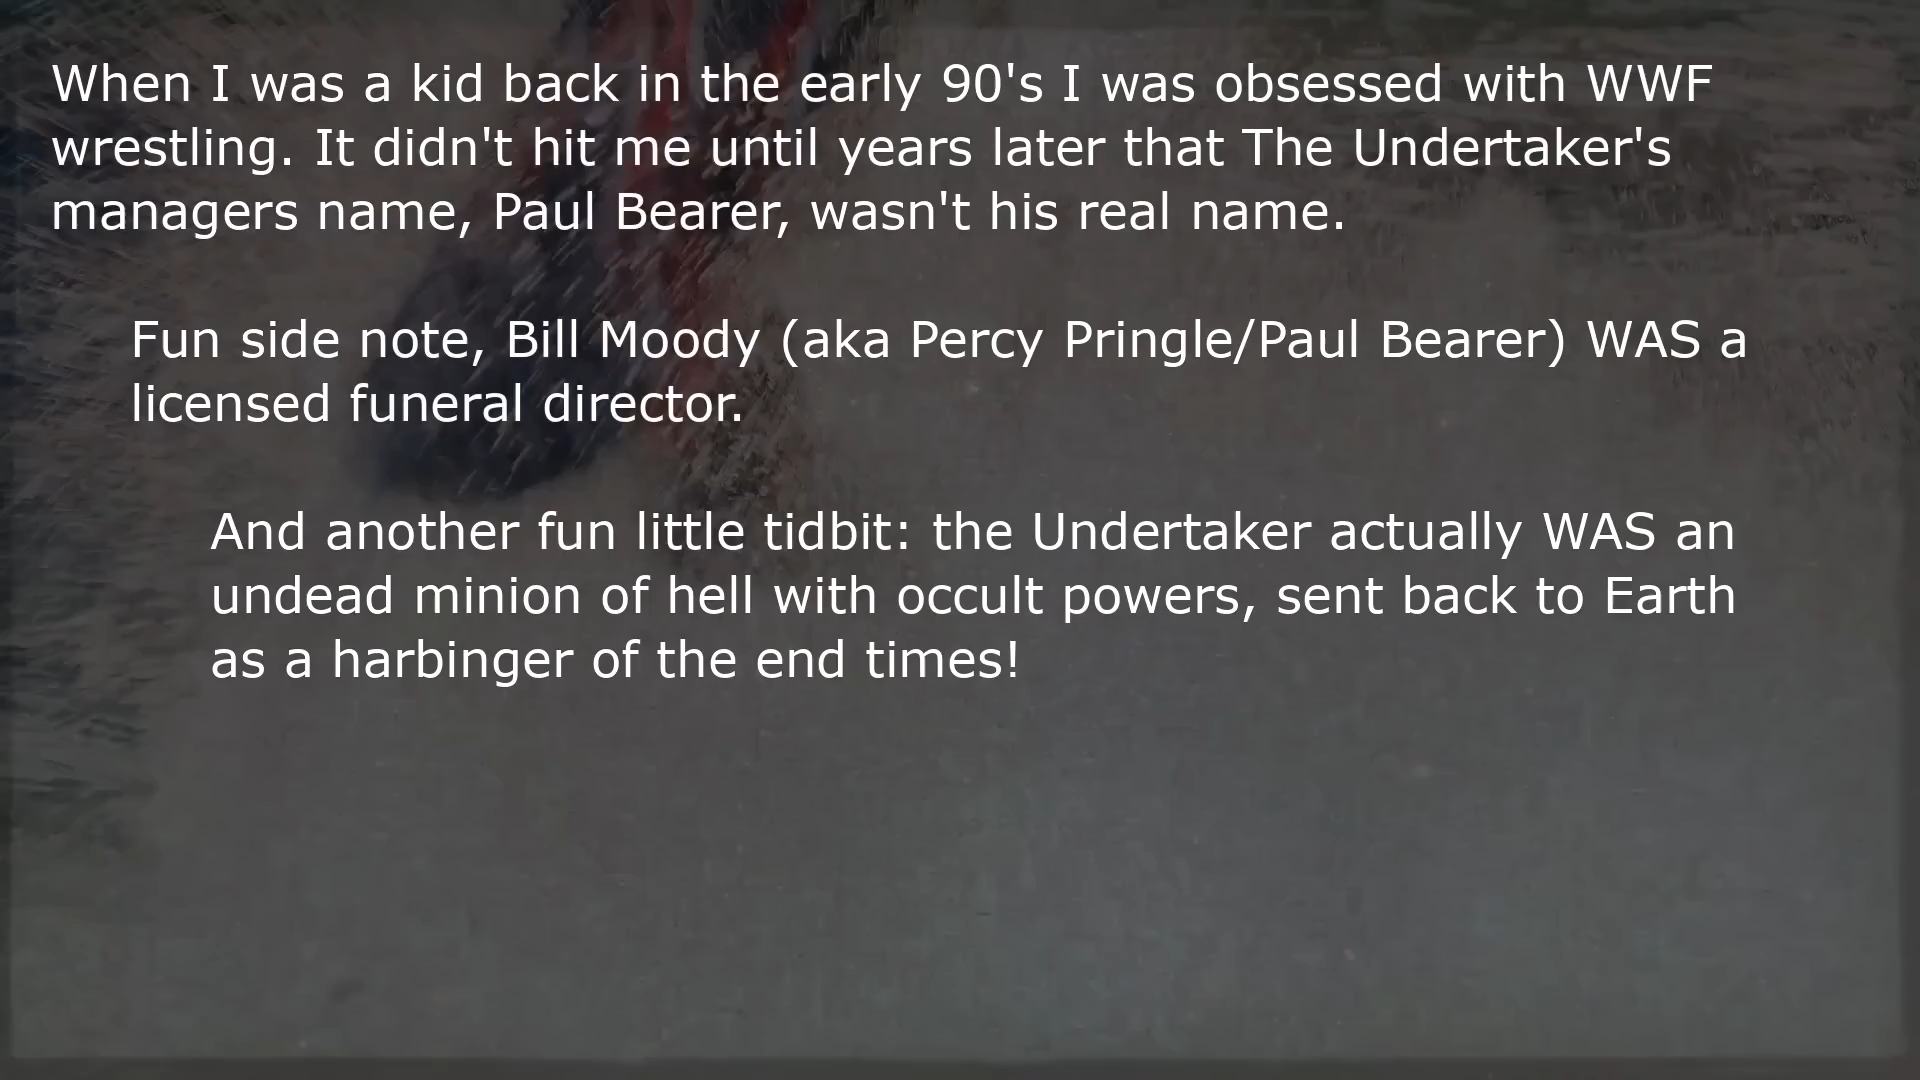 When I was a kid back in the early 90's I was obsessed with WWF
wrestling. It didn't hit me until years later that The Undertaker's
managers name, Paul Bearer, wasn't his real name.
Fun side note, Bill Moody (aka Percy Pringle/Paul Bearer) WAS a
licensed funeral director.
And another fun little tidbit: the Undertaker actually WAS an
undead minion of hell with occult powers, sent back to Earth
as a harbinger of the end times!